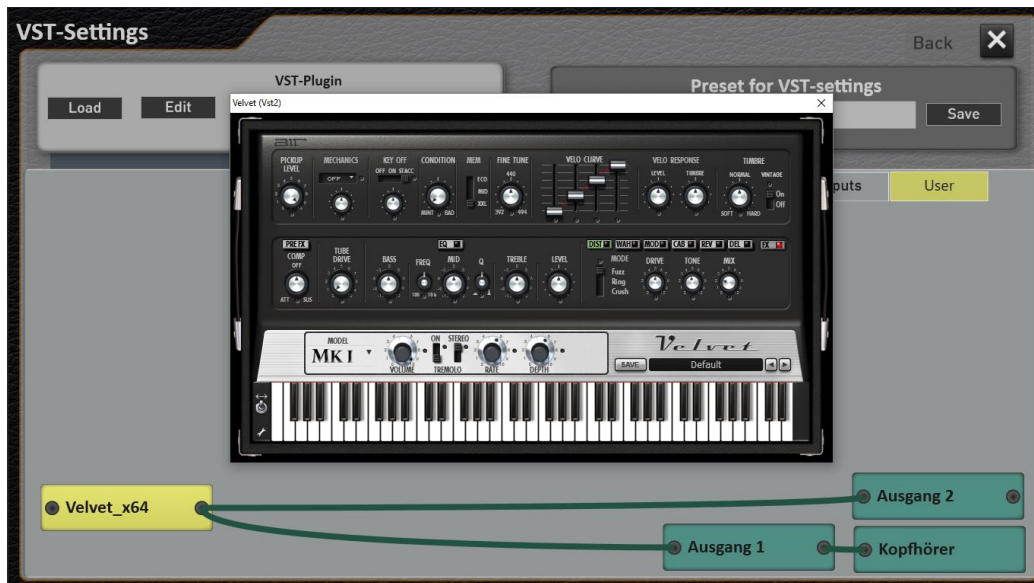 VST-Settings
Back
VST-Plugin
Load Edit
Preset for VST-settings
Save
Velvet (Vst2)
air
PICKUP LEVEL MECHANICS KEY OFF CONDITION MEM FINE TUNE VELO CURVE VELO RESPONSE TIMBRE
OFF OFF ON STACC ECO 440 LEVEL TIMBRE NORMAL VINTAGE
MID On
XXL Off
MINT BAD 392 494 SOFT HARD
PRE FX EQ DIST WAH MOD CAB REV DEL FX
COMP TUBE DRIVE BASS FREQ MID Q TREBLE LEVEL MODE DRIVE TONE MIX
OFF Fuzz
Ring
ATT SUS 100 10k Crush
MODEL ON STEREO
MK I
VOLUME TREMOLO RATE DEPTH
Velvet
SAVE Default
puts User
Velvet_x64
Ausgang 2
Ausgang 1
Kopfhörer